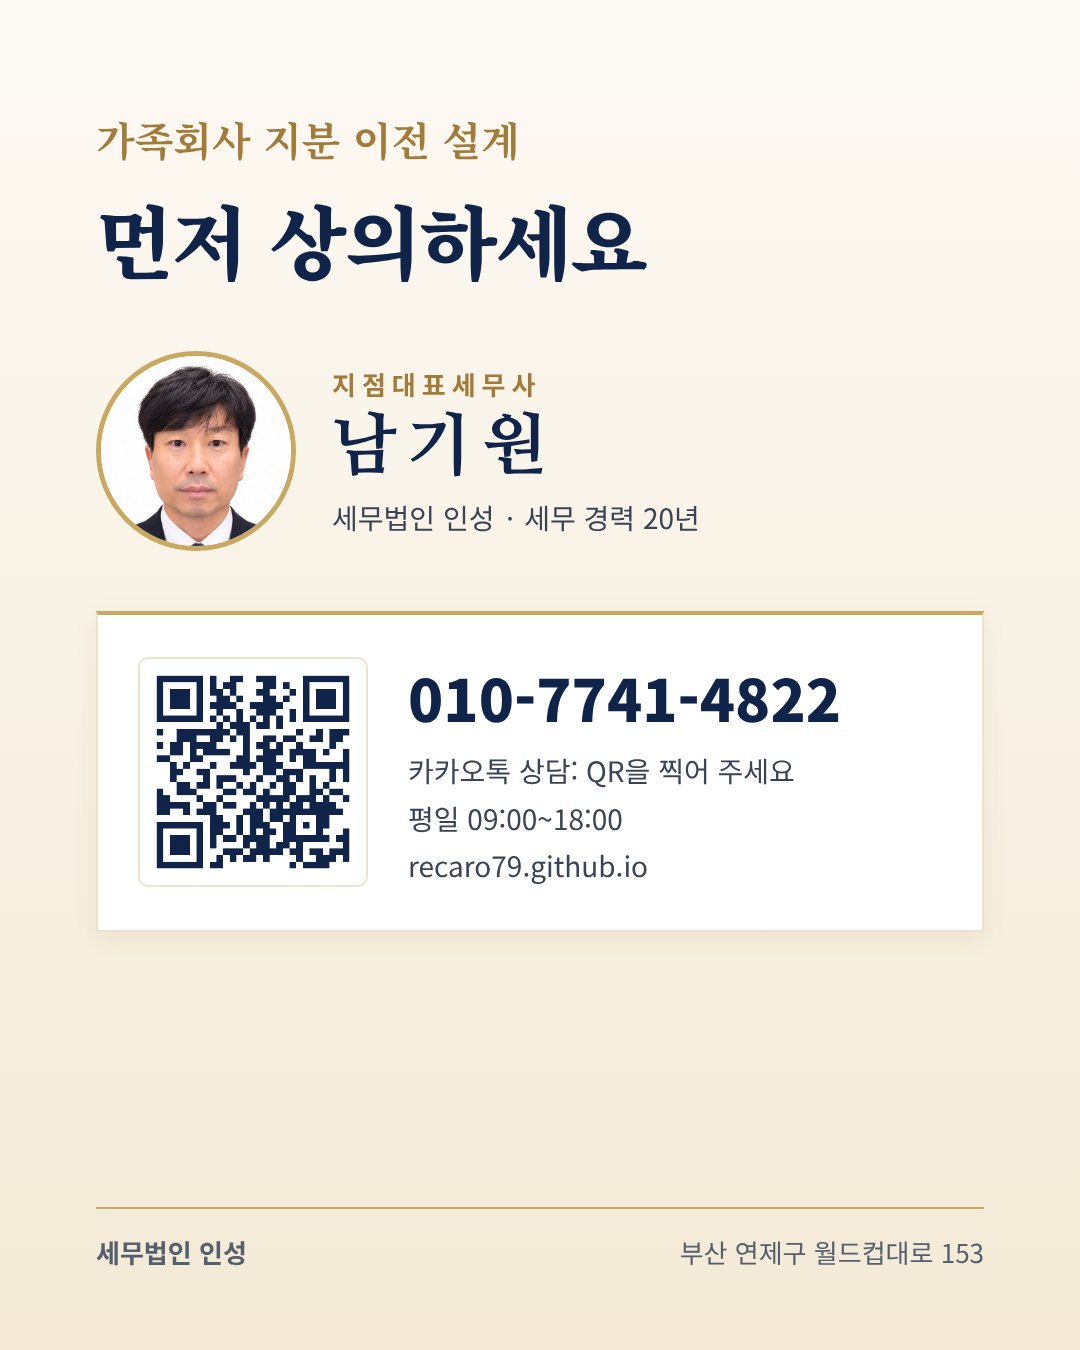 가족회사 지분 이전 설계
먼저 상의하세요
지점대표세무사
남기원
세무법인 인성 · 세무 경력 20년
010-7741-4822
카카오톡 상담: QR을 찍어 주세요
평일 09:00~18:00
recaro79.github.io
세무법인 인성
부산 연제구 월드컵대로 153